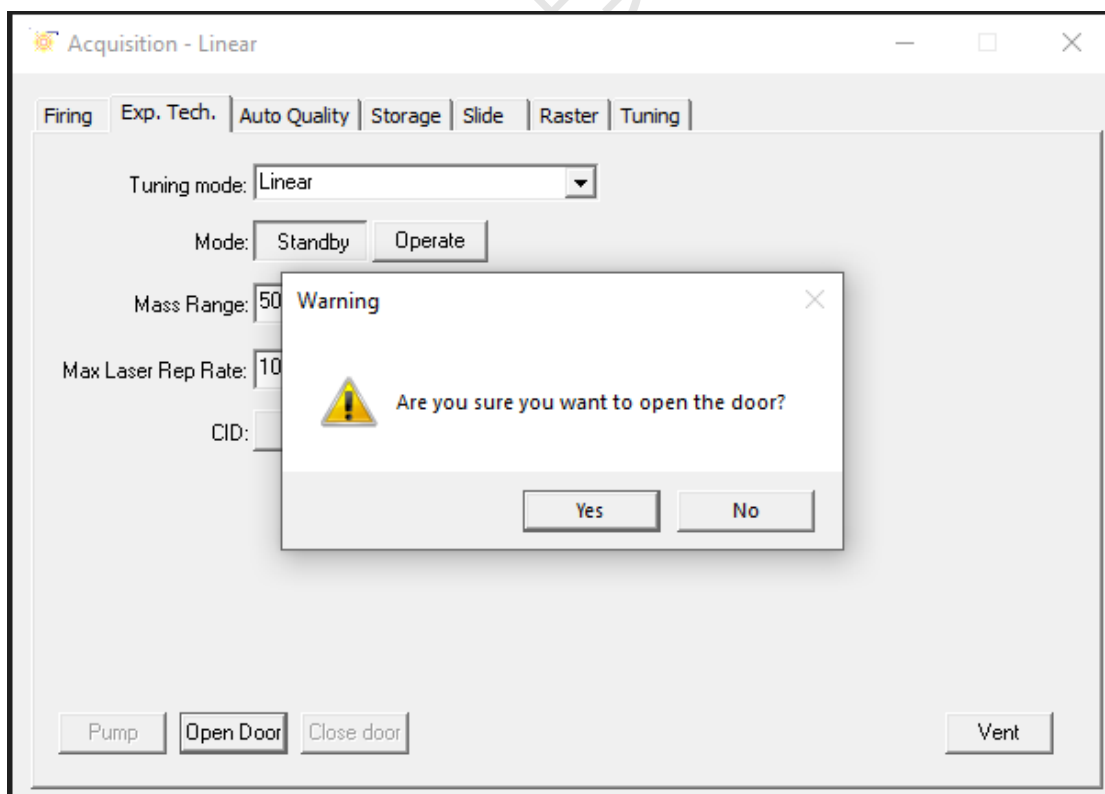 Acquisition - Linear
Firing Exp. Tech. Auto Quality Storage Slide Raster Tuning
Tuning mode: Linear
Mode: Standby Operate
Mass Range: 50
Max Laser Rep Rate: 10
CID:
Warning
Are you sure you want to open the door?
Yes No
Pump Open Door Close door Vent